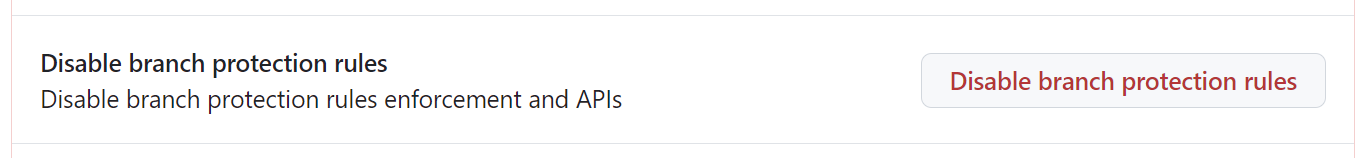 Disable branch protection rules
Disable branch protection rules enforcement and APIs
Disable branch protection rules